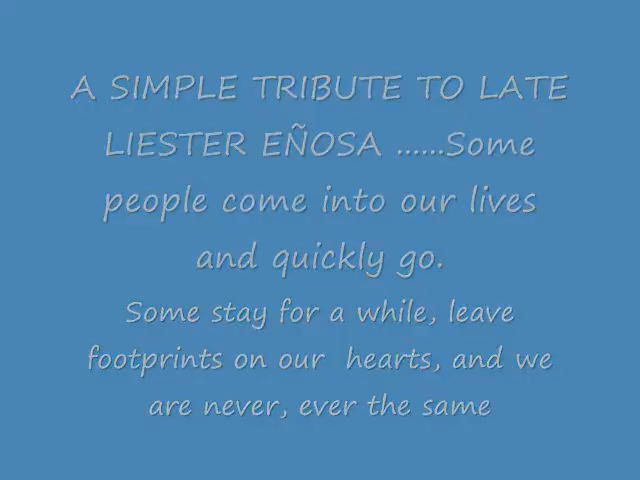 A SIMPLE TRIBUTE TO LATE
LIESTER EÑOSA ......Some
people come into our lives
and quickly go.
Some stay for a while, leave
footprints on our  hearts, and we
are never, ever the same